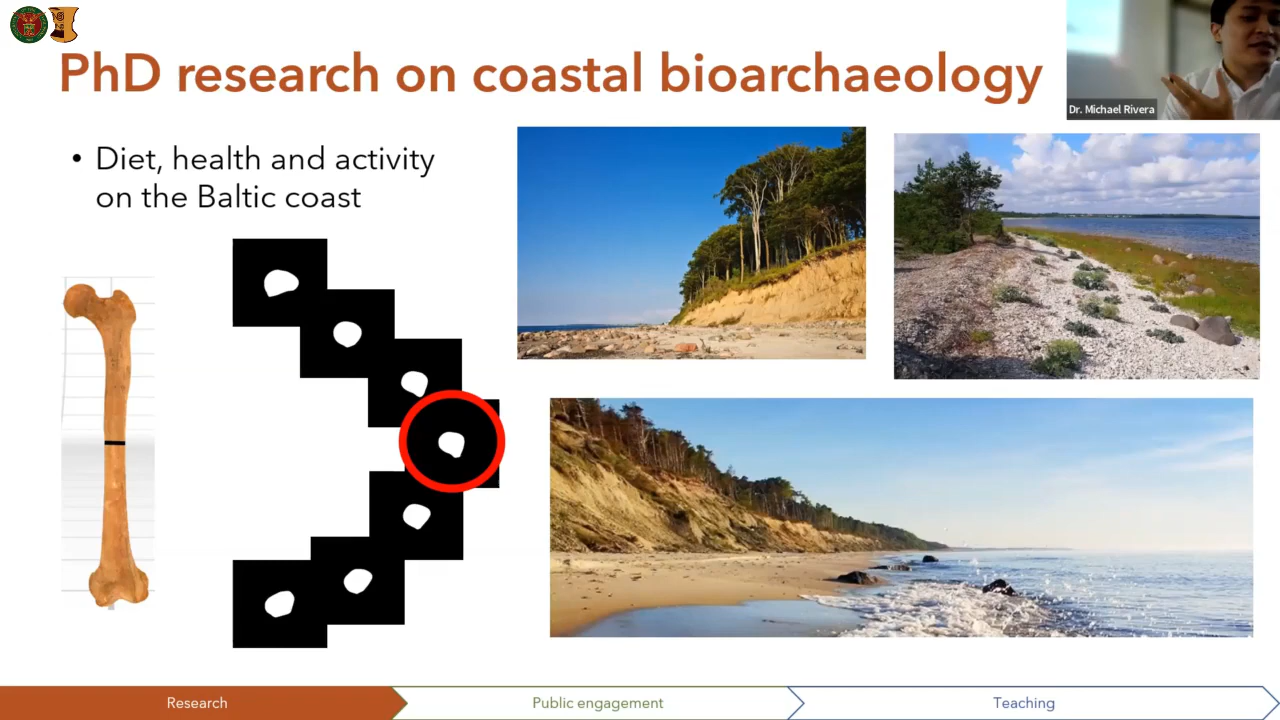 PhD research on coastal bioarchaeology
Dr. Michael Rivera
• Diet, health and activity
on the Baltic coast
Research
Public engagement
Teaching